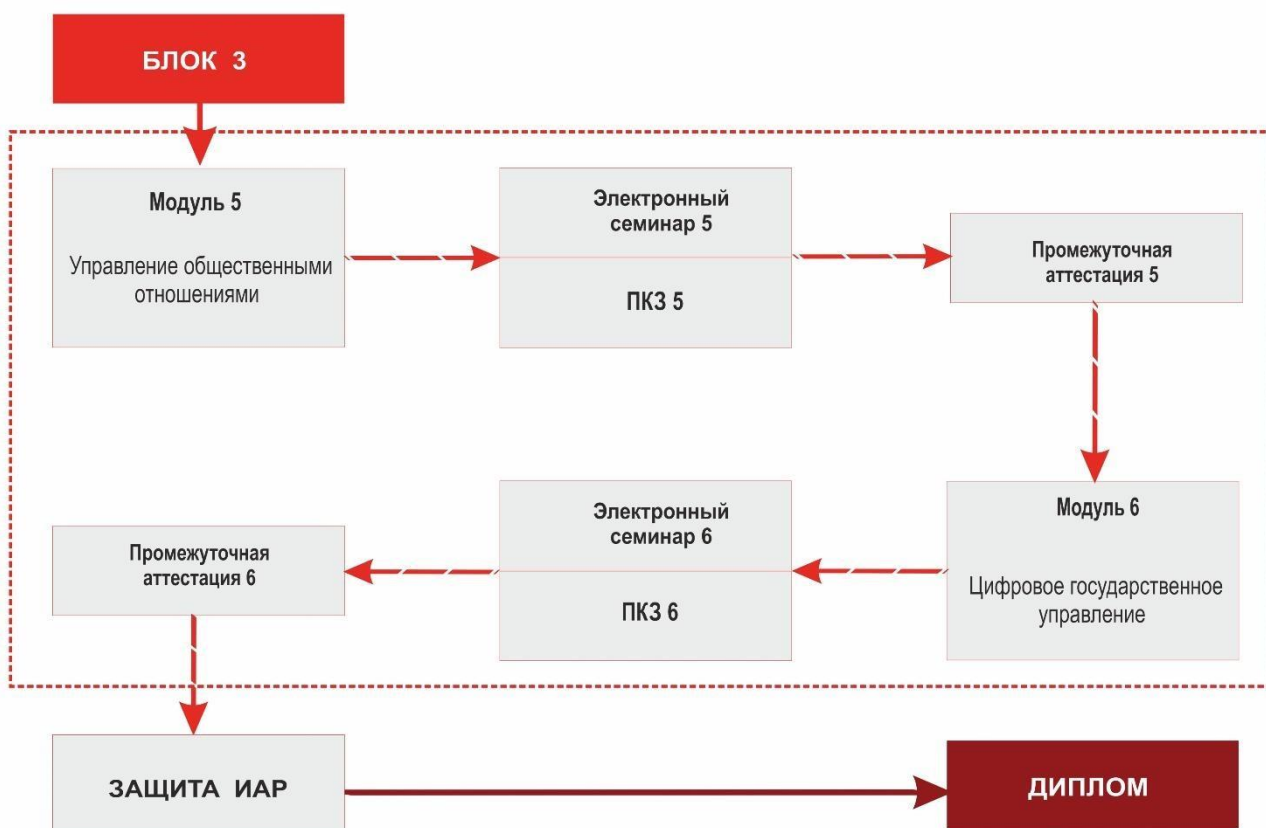 БЛОК 3
Модуль 5
Управление общественными
отношениями
Электронный
семинар 5
ПКЗ 5
Промежуточная
аттестация 5
Модуль 6
Цифровое государственное
управление
Электронный
семинар 6
ПКЗ 6
Промежуточная
аттестация 6
ЗАЩИТА ИАР
ДИПЛОМ